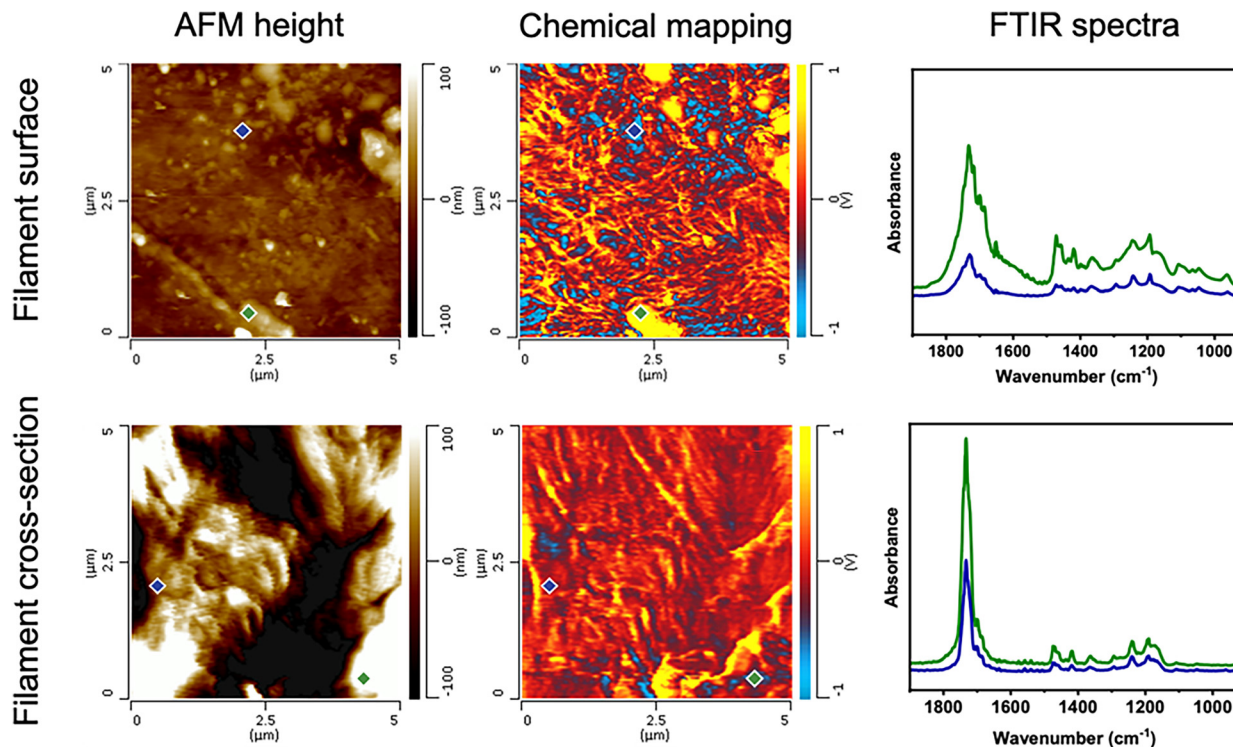 AFM height
Chemical mapping
FTIR spectra
Filament surface
5
2.5
0
(µm)
0
2.5
5
(µm)
100
0
-100
(nm)
5
2.5
0
(µm)
0
2.5
5
(µm)
1
0
-1
(V)
Absorbance
1800
1600
1400
1200
1000
Wavenumber (cm⁻¹)
Filament cross-section
5
2.5
0
(µm)
0
2.5
5
(µm)
100
0
-100
(nm)
5
2.5
0
(µm)
0
2.5
5
(µm)
1
0
-1
(V)
Absorbance
1800
1600
1400
1200
1000
Wavenumber (cm⁻¹)